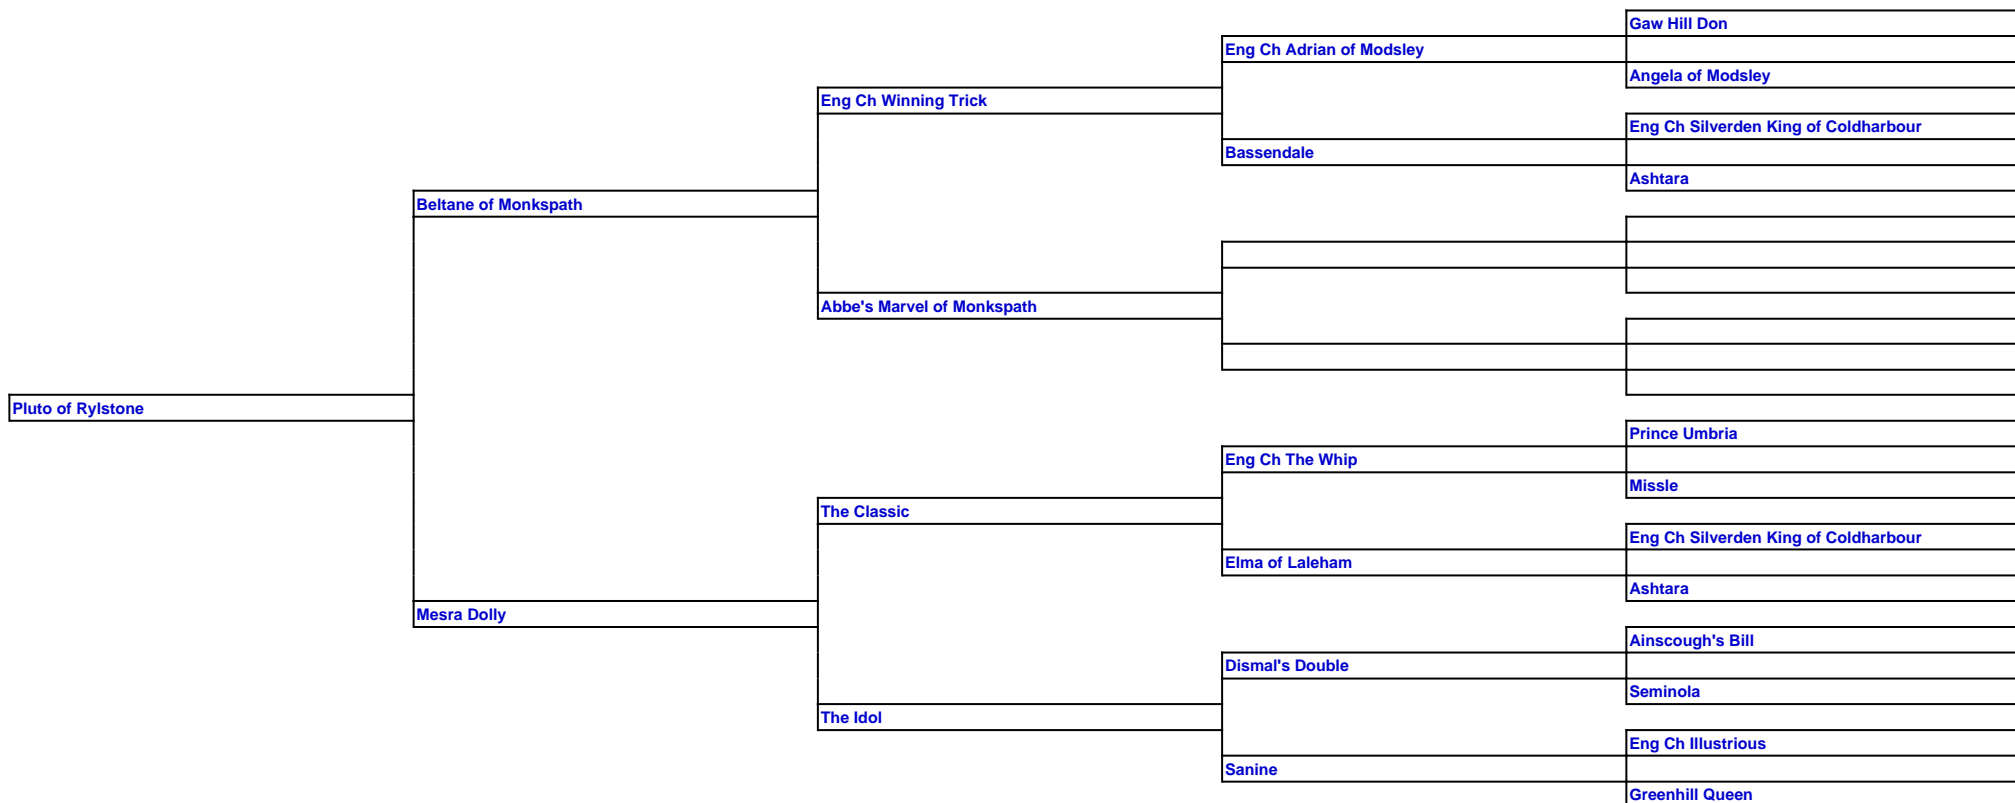 Gaw Hill Don
Eng Ch Adrian of Modsley
Angela of Modsley
Eng Ch Winning Trick
Eng Ch Silverden King of Coldharbour
Bassendale
Ashtara
Beltane of Monkspath
Abbe's Marvel of Monkspath
Pluto of Rylstone
Prince Umbria
Eng Ch The Whip
Missle
The Classic
Eng Ch Silverden King of Coldharbour
Elma of Laleham
Ashtara
Mesra Dolly
Ainscough's Bill
Dismal's Double
Seminola
The Idol
Eng Ch Illustrious
Sanine
Greenhill Queen